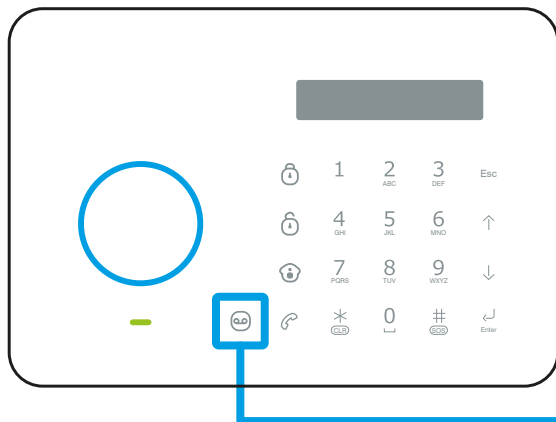 1 2 3 Esc
ABC DEF
4 5 6
GHI JKL MNO
7 8 9
PQRS TUV WXYZ
* 0 #
CLR SOS Enter